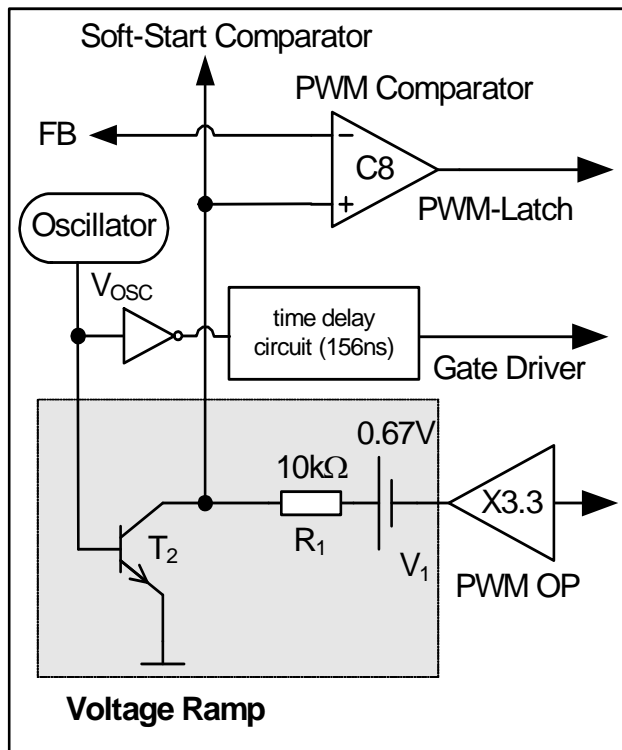 Soft-Start Comparator
PWM Comparator
FB
−
C8
+
PWM-Latch
Oscillator
VOSC
time delay
circuit (156ns)
Gate Driver
0.67V
10kΩ
X3.3
T2
R1
V1
PWM OP
Voltage Ramp